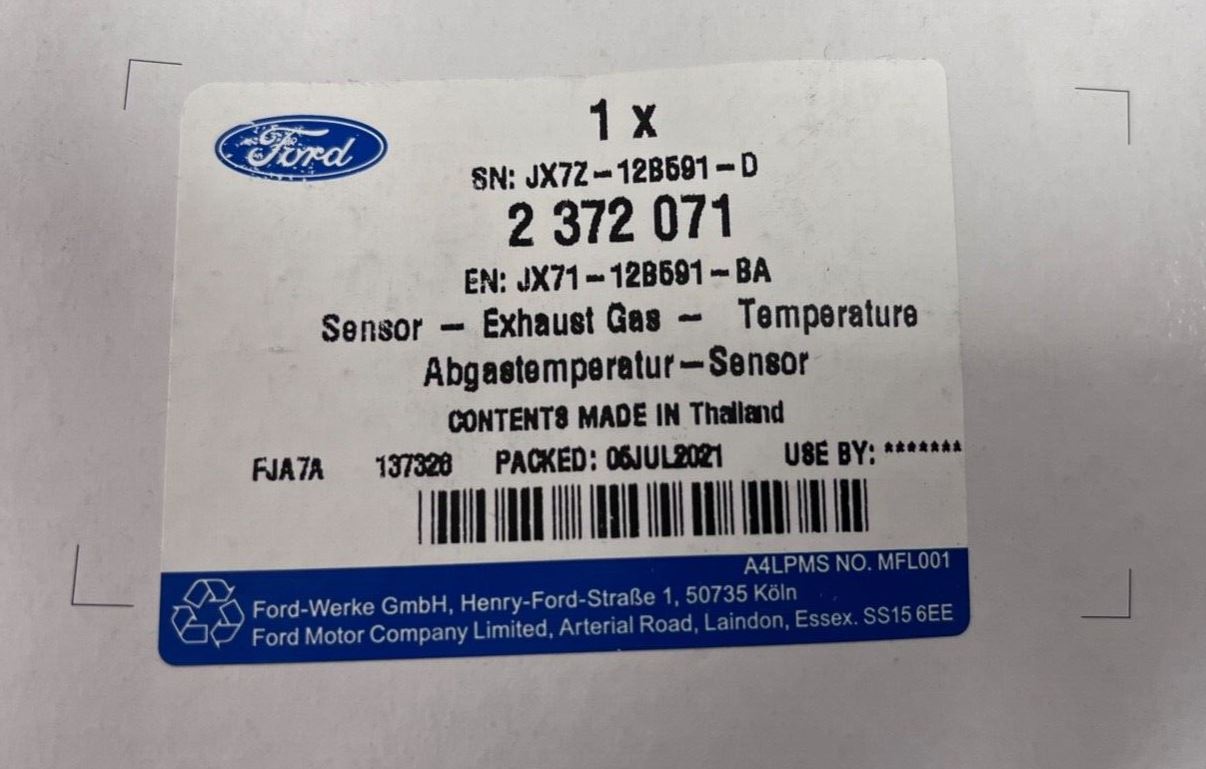 Ford
1 x
SN: JX7Z-12B591-D
2 372 071
EN: JX71-12B591-BA
Sensor - Exhaust Gas - Temperature
Abgastemperatur-Sensor
CONTENTS MADE IN Thailand
FJA7A 137328 PACKED: 05JUL2021 USE BY: *******
A4LPMS NO. MFL001
Ford-Werke GmbH, Henry-Ford-Straße 1, 50735 Köln
Ford Motor Company Limited, Arterial Road, Laindon, Essex. SS15 6EE